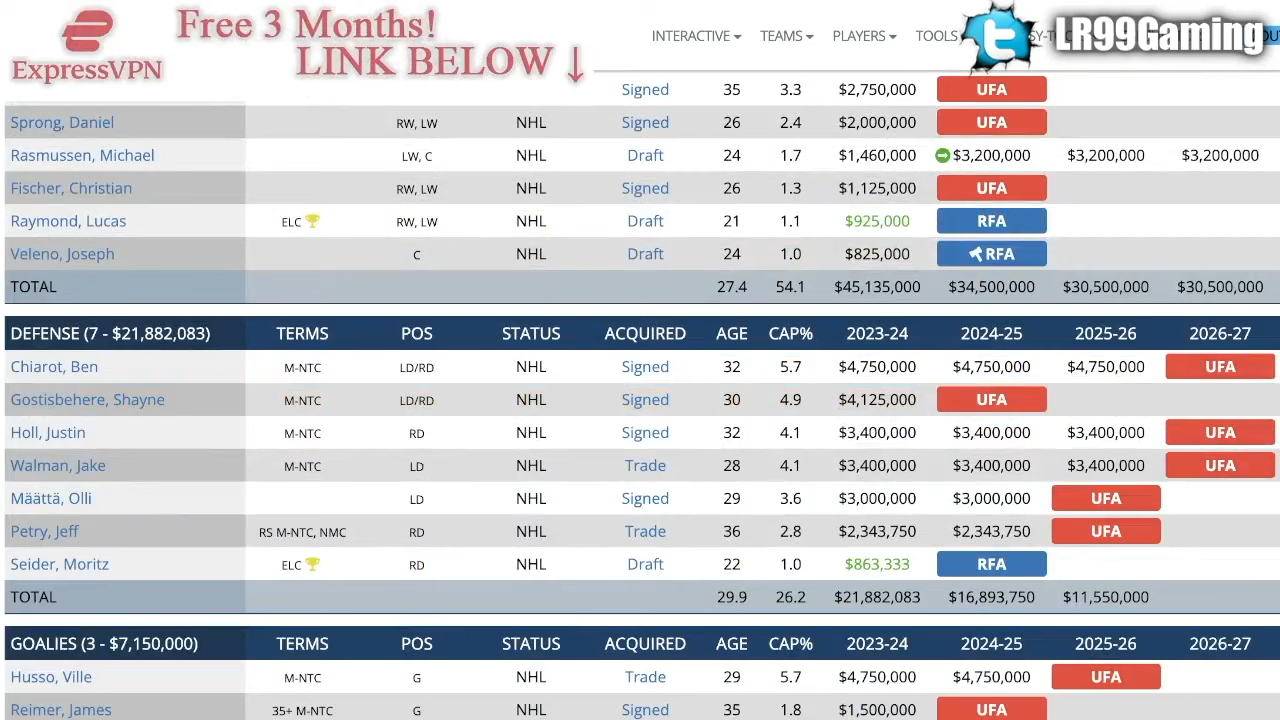 Free 3 Months!
LINK BELOW ↓
ExpressVPN
INTERACTIVE TEAMS PLAYERS TOOLS
LR99Gaming
Signed 35 3.3 $2,750,000 UFA
Sprong, Daniel RW, LW NHL Signed 26 2.4 $2,000,000 UFA
Rasmussen, Michael LW, C NHL Draft 24 1.7 $1,460,000 $3,200,000 $3,200,000 $3,200,000
Fischer, Christian RW, LW NHL Signed 26 1.3 $1,125,000 UFA
Raymond, Lucas ELC RW, LW NHL Draft 21 1.1 $925,000 RFA
Veleno, Joseph C NHL Draft 24 1.0 $825,000 RFA
TOTAL 27.4 54.1 $45,135,000 $34,500,000 $30,500,000 $30,500,000
DEFENSE (7 - $21,882,083) TERMS POS STATUS ACQUIRED AGE CAP% 2023-24 2024-25 2025-26 2026-27
Chiarot, Ben M-NTC LD/RD NHL Signed 32 5.7 $4,750,000 $4,750,000 $4,750,000 UFA
Gostisbehere, Shayne M-NTC LD/RD NHL Signed 30 4.9 $4,125,000 UFA
Holl, Justin M-NTC RD NHL Signed 32 4.1 $3,400,000 $3,400,000 $3,400,000 UFA
Walman, Jake M-NTC LD NHL Trade 28 4.1 $3,400,000 $3,400,000 $3,400,000 UFA
Määttä, Olli LD NHL Signed 29 3.6 $3,000,000 $3,000,000 UFA
Petry, Jeff RS M-NTC, NMC RD NHL Trade 36 2.8 $2,343,750 $2,343,750 UFA
Seider, Moritz ELC RD NHL Draft 22 1.0 $863,333 RFA
TOTAL 29.9 26.2 $21,882,083 $16,893,750 $11,550,000
GOALIES (3 - $7,150,000) TERMS POS STATUS ACQUIRED AGE CAP% 2023-24 2024-25 2025-26 2026-27
Husso, Ville M-NTC G NHL Trade 29 5.7 $4,750,000 $4,750,000 UFA
Reimer, James 35+ M-NTC G NHL Signed 35 1.8 $1,500,000 UFA